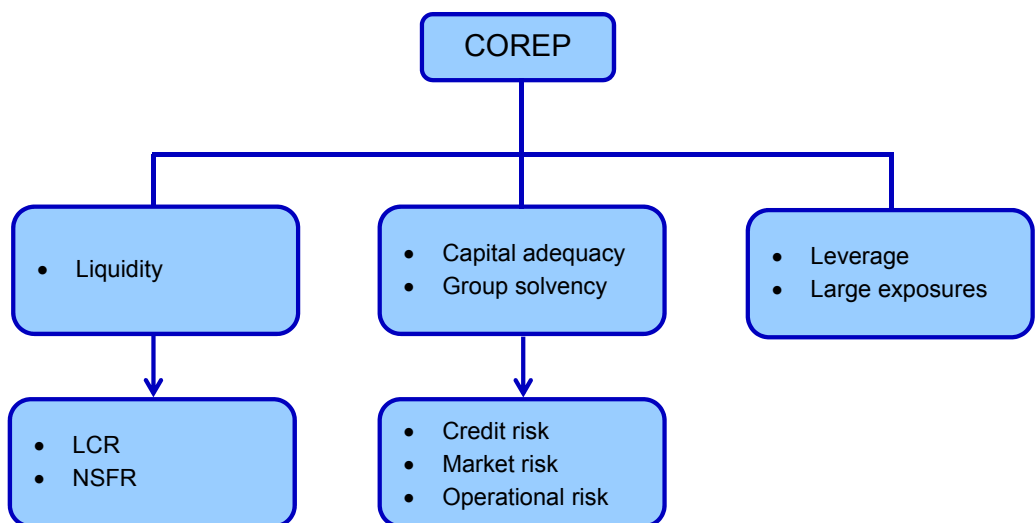 COREP
• Liquidity
• Capital adequacy
• Group solvency
• Leverage
• Large exposures
• LCR
• NSFR
• Credit risk
• Market risk
• Operational risk